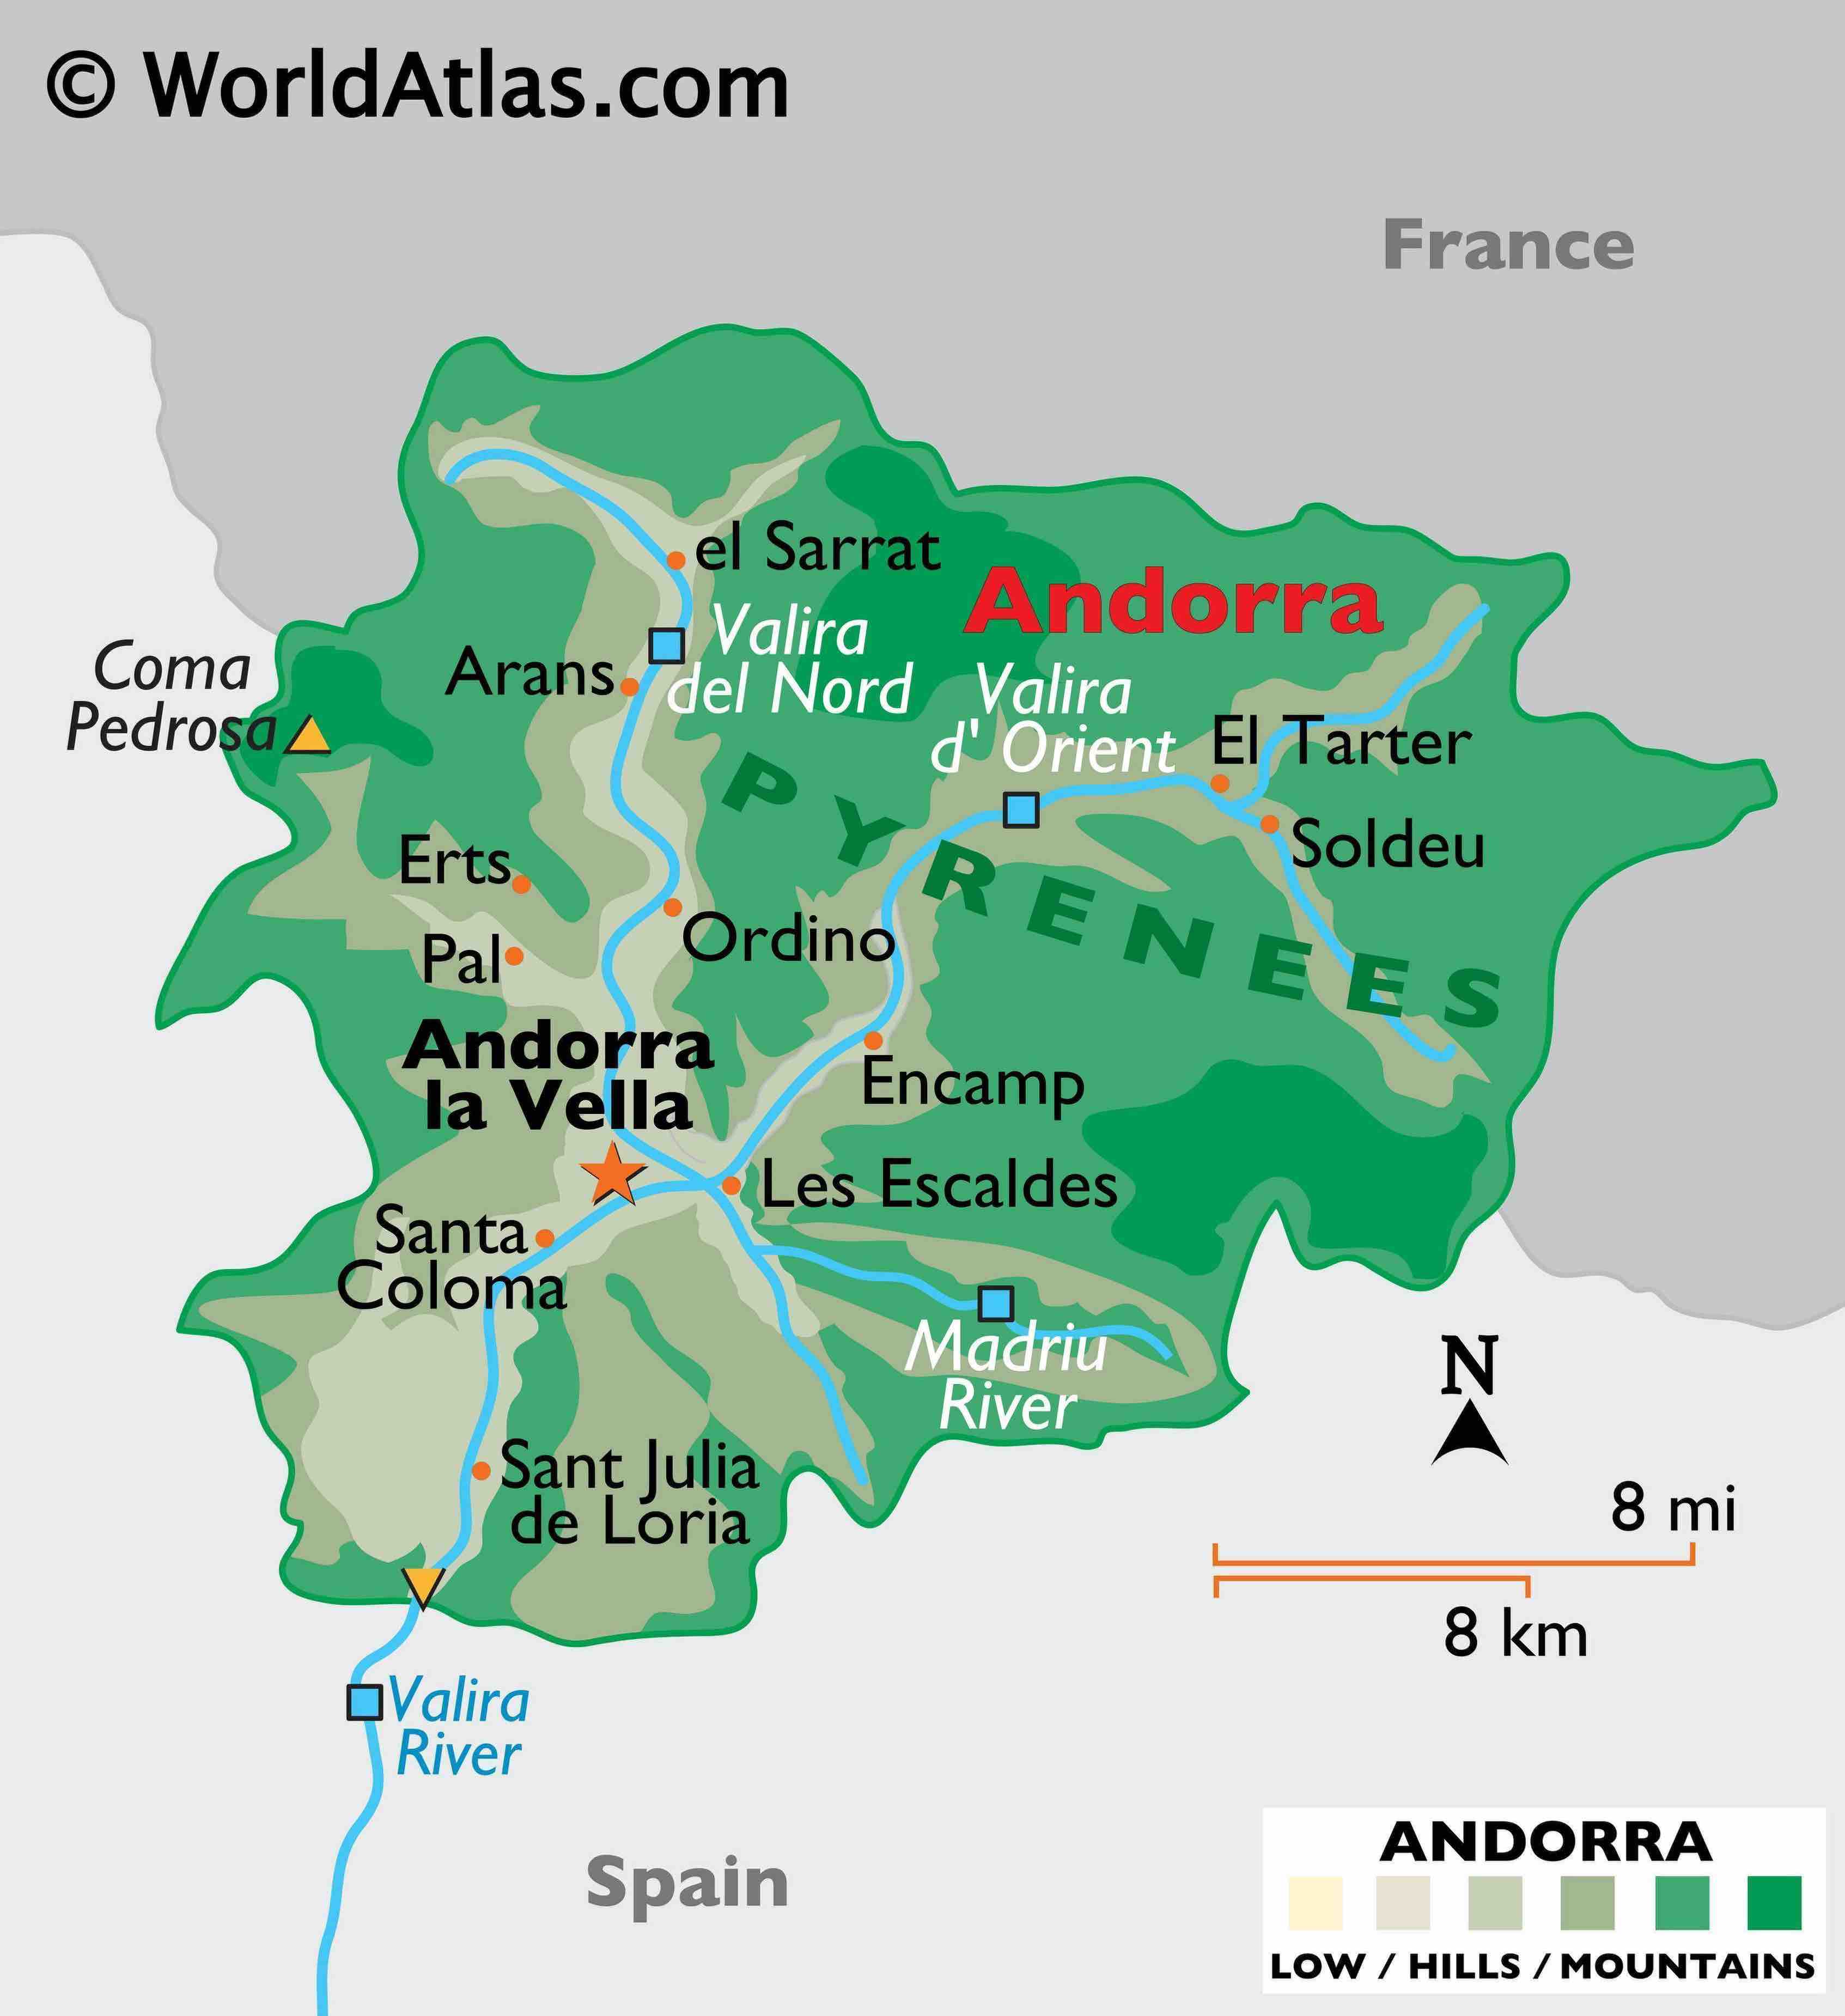 © WorldAtlas.com
France
el Sarrat
Andorra
Valira
del Nord
Coma
Pedrosa
Arans
Valira
d' Orient
El Tarter
PYRENEES
Soldeu
Erts
Ordino
Pal
Andorra
la Vella
Encamp
Les Escaldes
Santa
Coloma
Madriu
River
N
Sant Julia
de Loria
8 mi
8 km
Valira
River
Spain
ANDORRA
LOW / HILLS / MOUNTAINS